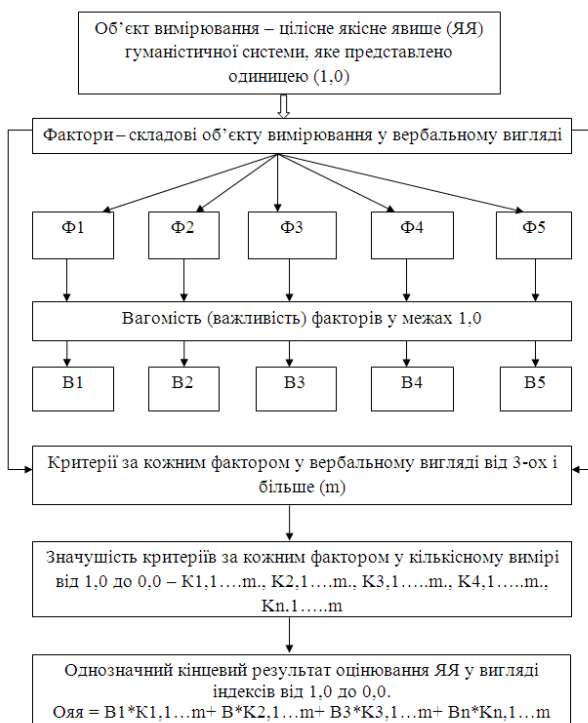 Об’єкт вимірювання – цілісне якісне явище (ЯЯ)
гуманістичної системи, яке представлено
одиницею (1,0)
Фактори – складові об’єкту вимірювання у вербальному вигляді
Ф1 Ф2 Ф3 Ф4 Ф5
Вагомість (важливість) факторів у межах 1,0
В1 В2 В3 В4 В5
Критерії за кожним фактором у вербальному вигляді від 3-ох і
більше (m)
Значущість критеріїв за кожним фактором у кількісному вимірі
від 1,0 до 0,0 – К1,1….m., К2,1….m., К3,1…..m., К4,1…..m.,
Кn.1…..m
Однозначний кінцевий результат оцінювання ЯЯ у вигляді
індексів від 1,0 до 0,0.
Ояя = В1*К1,1…m+ В*К2,1…m+ В3*К3,1…m+ Вn*Кn,1…m